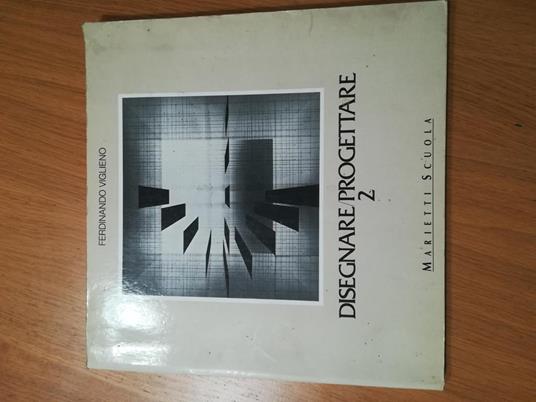 FERDINANDO VIGLIENO
DISEGNARE/PROGETTARE
2
MARIETTI SCUOLA